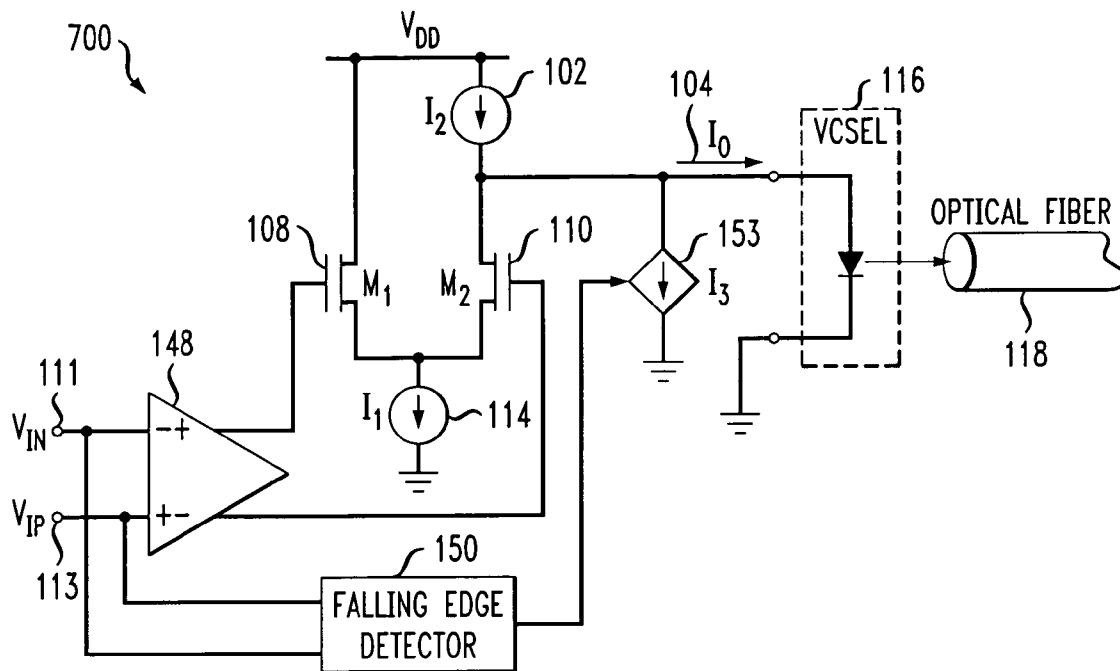 700
V_DD
102
I_2
104
I_0
116
VCSEL
OPTICAL FIBER
118
108
M_1
M_2
110
153
I_3
148
111
V_IN
-+
I_1
114
V_IP
+-
113
150
FALLING EDGE
DETECTOR